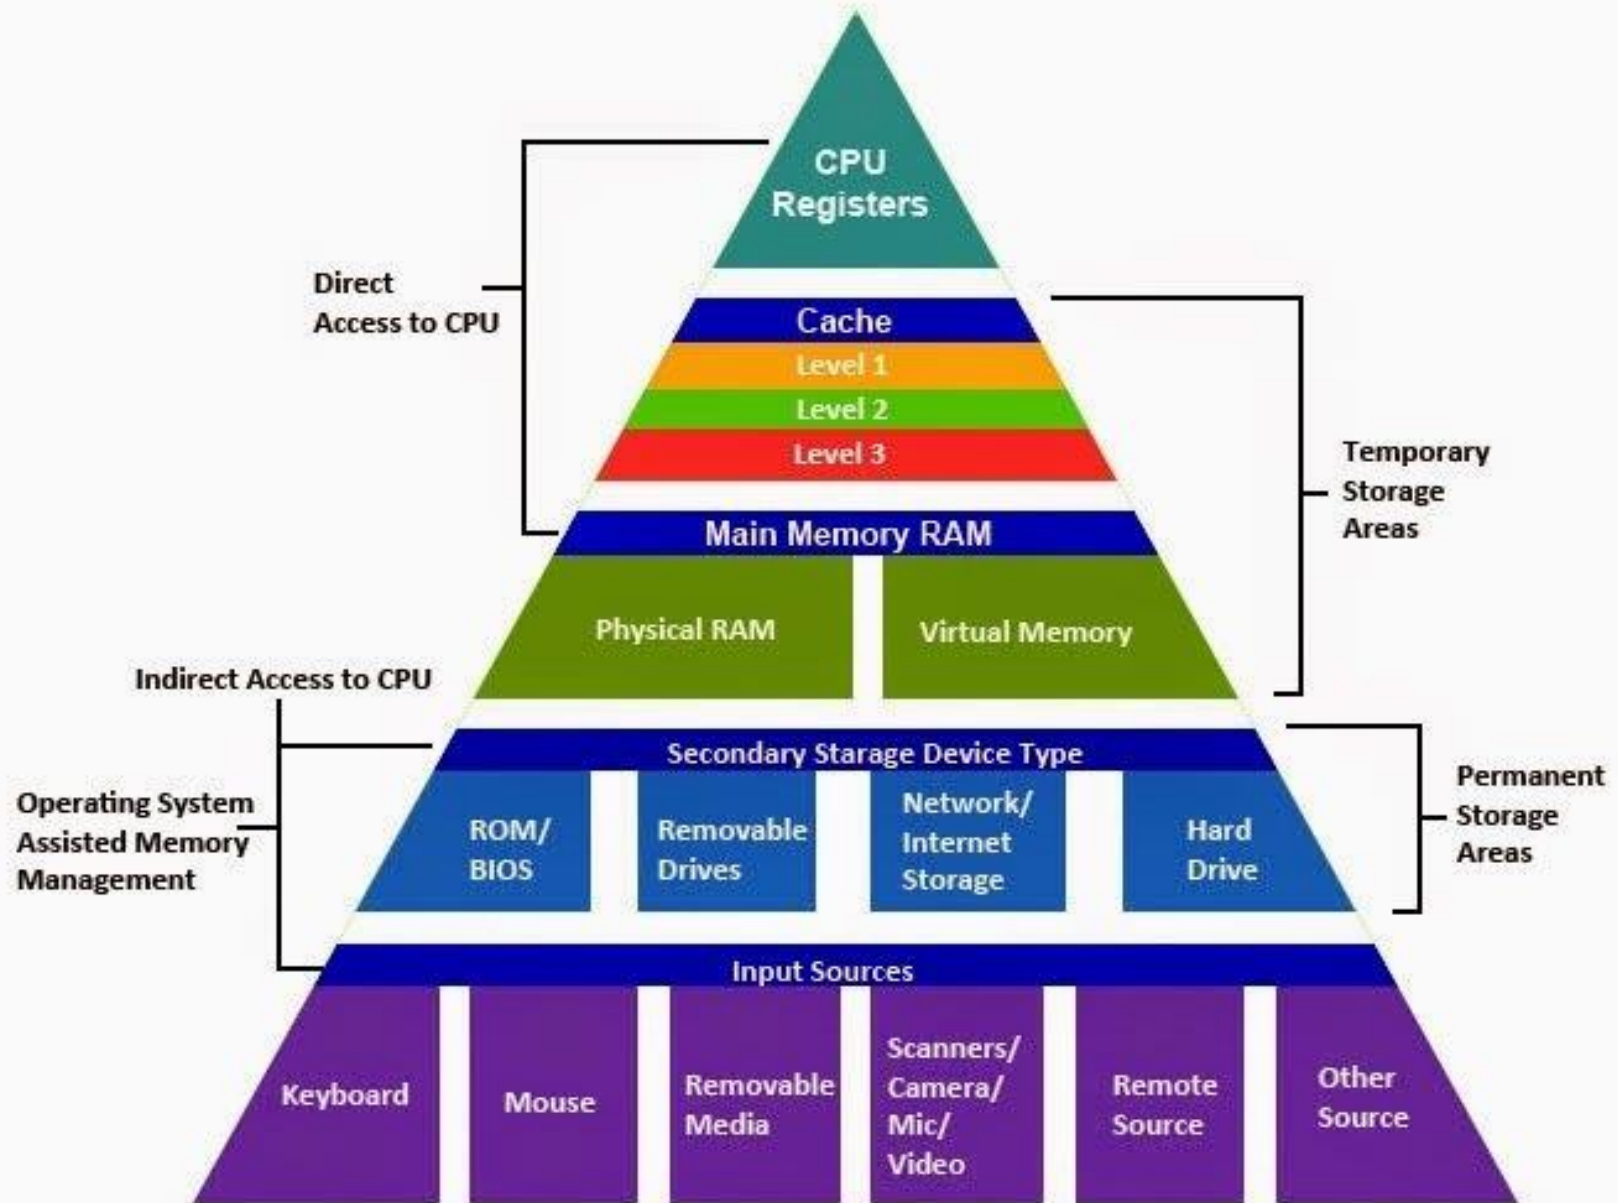 CPU
Registers
Direct
Access to CPU
Cache
Level 1
Level 2
Level 3
Temporary
Storage
Areas
Main Memory RAM
Physical RAM
Virtual Memory
Indirect Access to CPU
Secondary Starage Device Type
Operating System
Assisted Memory
Management
ROM/
BIOS
Removable
Drives
Network/
Internet
Storage
Hard
Drive
Permanent
Storage
Areas
Input Sources
Keyboard
Mouse
Removable
Media
Scanners/
Camera/
Mic/
Video
Remote
Source
Other
Source